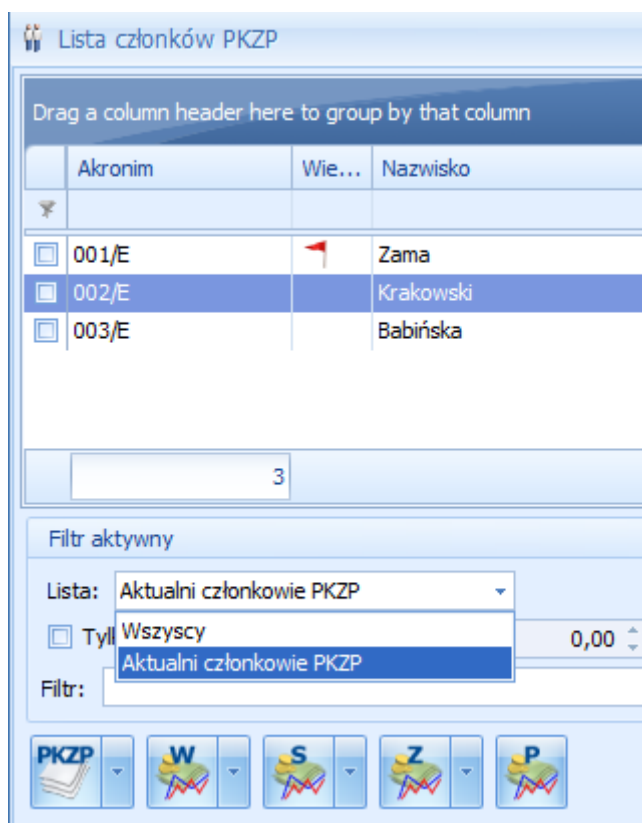 Lista członków PKZP
Drag a column header here to group by that column
Akronim Wie... Nazwisko
001/E Zama
002/E Krakowski
003/E Babińska
3
Filtr aktywny
Lista: Aktualni członkowie PKZP
Wszyscy
Tyl 0,00
Aktualni członkowie PKZP
Filtr:
PKZP W S Z P